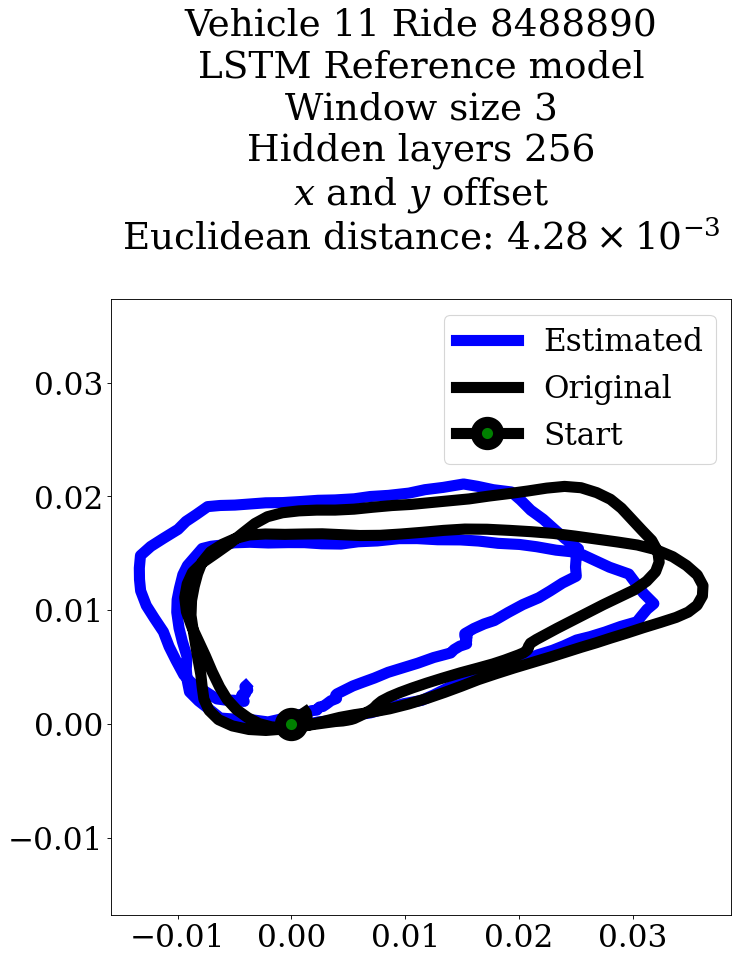 Vehicle 11 Ride 8488890
LSTM Reference model
Window size 3
Hidden layers 256
x and y offset
Euclidean distance: 4.28 × 10⁻³
Estimated
Original
Start
0.03
0.02
0.01
0.00
−0.01
−0.01 0.00 0.01 0.02 0.03